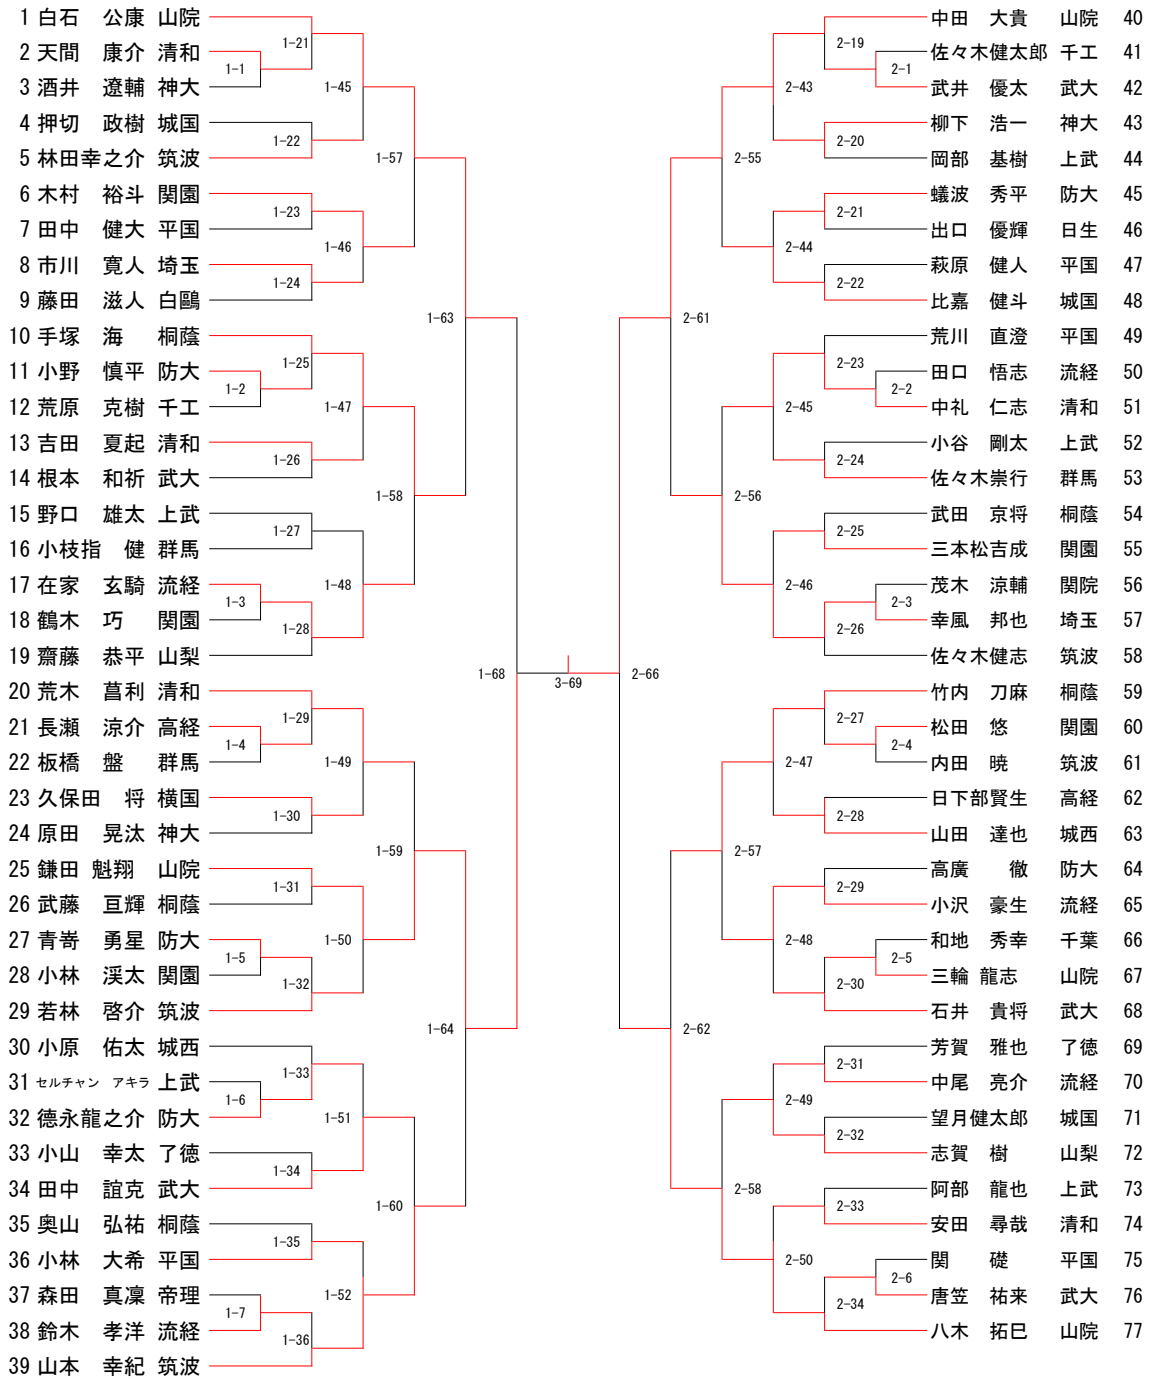 1 白石 公康 山院
2 天間 康介 清和
3 酒井 遼輔 神大
4 押切 政樹 城国
5 林田幸之介 筑波
6 木村 裕斗 関園
7 田中 健大 平国
8 市川 寛人 埼玉
9 藤田 滋人 白鷗
10 手塚 海 桐蔭
11 小野 慎平 防大
12 荒原 克樹 千工
13 吉田 夏起 清和
14 根本 和祈 武大
15 野口 雄太 上武
16 小枝指 健 群馬
17 在家 玄騎 流経
18 鶴木 巧 関園
19 齋藤 恭平 山梨
20 荒木 菖利 清和
21 長瀬 涼介 高経
22 板橋 盤 群馬
23 久保田 将 横国
24 原田 晃汰 神大
25 鎌田 魁翔 山院
26 武藤 亘輝 桐蔭
27 青嵜 勇星 防大
28 小林 渓太 関園
29 若林 啓介 筑波
30 小原 佑太 城西
31 セルチャン アキラ 上武
32 德永龍之介 防大
33 小山 幸太 了徳
34 田中 誼克 武大
35 奥山 弘祐 桐蔭
36 小林 大希 平国
37 森田 真凜 帝理
38 鈴木 孝洋 流経
39 山本 幸紀 筑波
1-1
1-2
1-3
1-4
1-5
1-6
1-7
1-21
1-22
1-23
1-24
1-25
1-26
1-27
1-28
1-29
1-30
1-31
1-32
1-33
1-34
1-35
1-36
1-45
1-46
1-47
1-48
1-49
1-50
1-51
1-52
1-57
1-58
1-59
1-60
1-63
1-64
1-68
3-69
2-66
2-61
2-62
2-55
2-56
2-57
2-58
2-43
2-44
2-45
2-46
2-47
2-48
2-49
2-50
2-19
2-20
2-21
2-22
2-23
2-24
2-25
2-26
2-27
2-28
2-29
2-30
2-31
2-32
2-33
2-34
2-1
2-2
2-3
2-4
2-5
2-6
中田 大貴 山院 40
佐々木健太郎 千工 41
武井 優太 武大 42
柳下 浩一 神大 43
岡部 基樹 上武 44
蟻波 秀平 防大 45
出口 優輝 日生 46
萩原 健人 平国 47
比嘉 健斗 城国 48
荒川 直澄 平国 49
田口 悟志 流経 50
中礼 仁志 清和 51
小谷 剛太 上武 52
佐々木崇行 群馬 53
武田 京将 桐蔭 54
三本松吉成 関園 55
茂木 涼輔 関院 56
幸風 邦也 埼玉 57
佐々木健志 筑波 58
竹内 刀麻 桐蔭 59
松田 悠 関園 60
内田 暁 筑波 61
日下部賢生 高経 62
山田 達也 城西 63
高廣 徹 防大 64
小沢 豪生 流経 65
和地 秀幸 千葉 66
三輪 龍志 山院 67
石井 貴将 武大 68
芳賀 雅也 了徳 69
中尾 亮介 流経 70
望月健太郎 城国 71
志賀 樹 山梨 72
阿部 龍也 上武 73
安田 尋哉 清和 74
関 礎 平国 75
唐笠 祐来 武大 76
八木 拓巳 山院 77